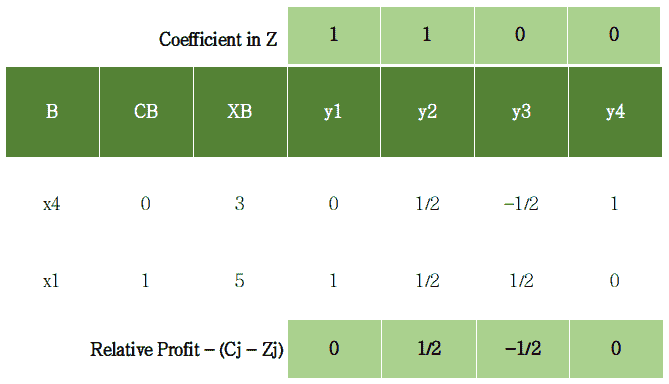 Coefficient in Z 1 1 0 0
B CB XB y1 y2 y3 y4
x4 0 3 0 1/2 -1/2 1
x1 1 5 1 1/2 1/2 0
Relative Profit – (Cj – Zj) 0 1/2 -1/2 0